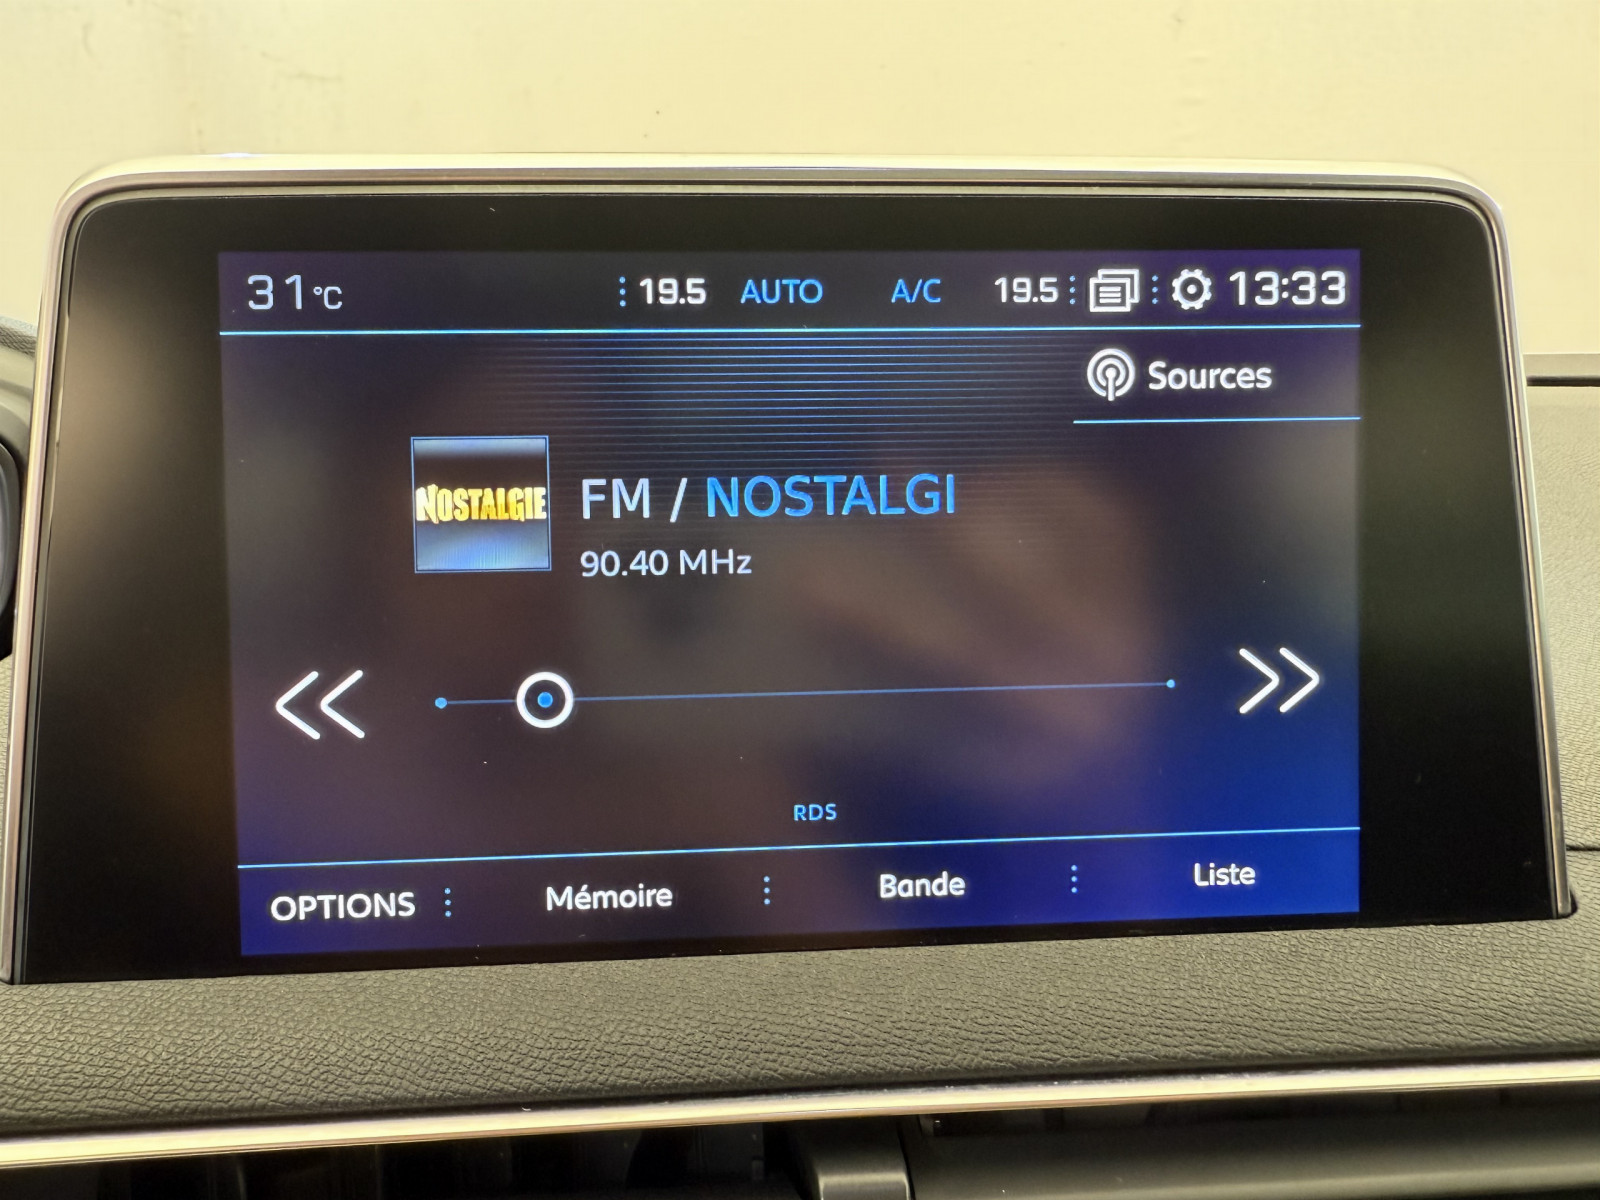 31°C 19.5 AUTO A/C 19.5 13:33
Sources
NOSTALGIE
FM / NOSTALGI
90.40 MHz
RDS
OPTIONS Mémoire Bande Liste